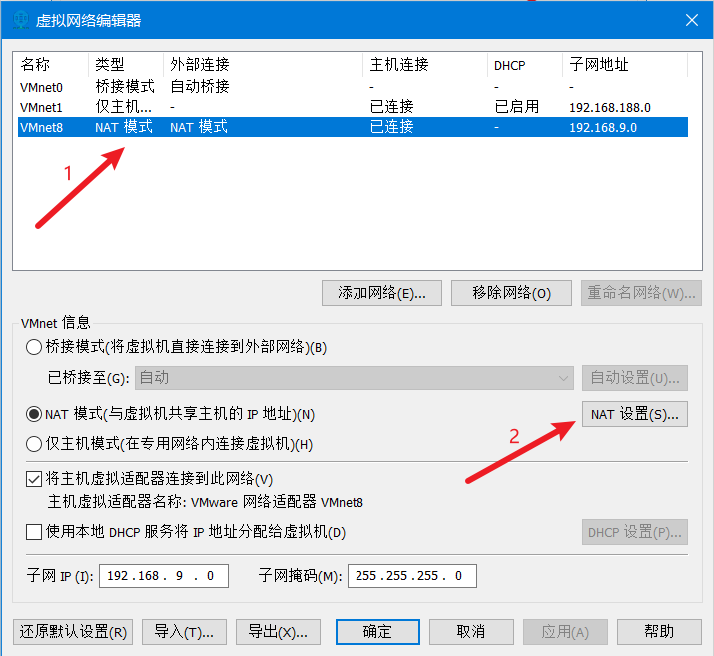 虚拟网络编辑器
名称 类型 外部连接 主机连接 DHCP 子网地址
VMnet0 桥接模式 自动桥接 - - -
VMnet1 仅主机... - 已连接 已启用 192.168.188.0
VMnet8 NAT 模式 NAT 模式 已连接 - 192.168.9.0
1
添加网络(E)... 移除网络(O) 重命名网络(W)...
VMnet 信息
桥接模式(将虚拟机直接连接到外部网络)(B)
已桥接至(G): 自动 自动设置(U)...
NAT 模式(与虚拟机共享主机的 IP 地址)(N) NAT 设置(S)...
2
仅主机模式(在专用网络内连接虚拟机)(H)
将主机虚拟适配器连接到此网络(V)
主机虚拟适配器名称: VMware 网络适配器 VMnet8
使用本地 DHCP 服务将 IP 地址分配给虚拟机(D) DHCP 设置(P)...
子网 IP (I): 192.168. 9 . 0 子网掩码(M): 255.255.255. 0
还原默认设置(R) 导入(T)... 导出(X)... 确定 取消 应用(A) 帮助